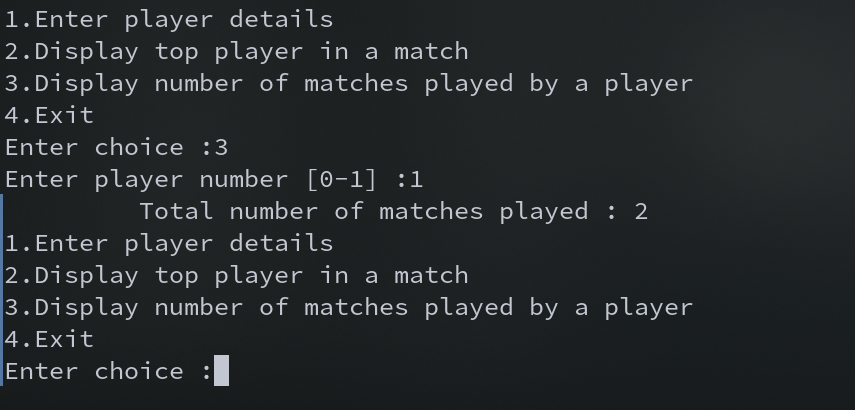 1.Enter player details
2.Display top player in a match
3.Display number of matches played by a player
4.Exit
Enter choice :3
Enter player number [0-1] :1
         Total number of matches played : 2
1.Enter player details
2.Display top player in a match
3.Display number of matches played by a player
4.Exit
Enter choice :